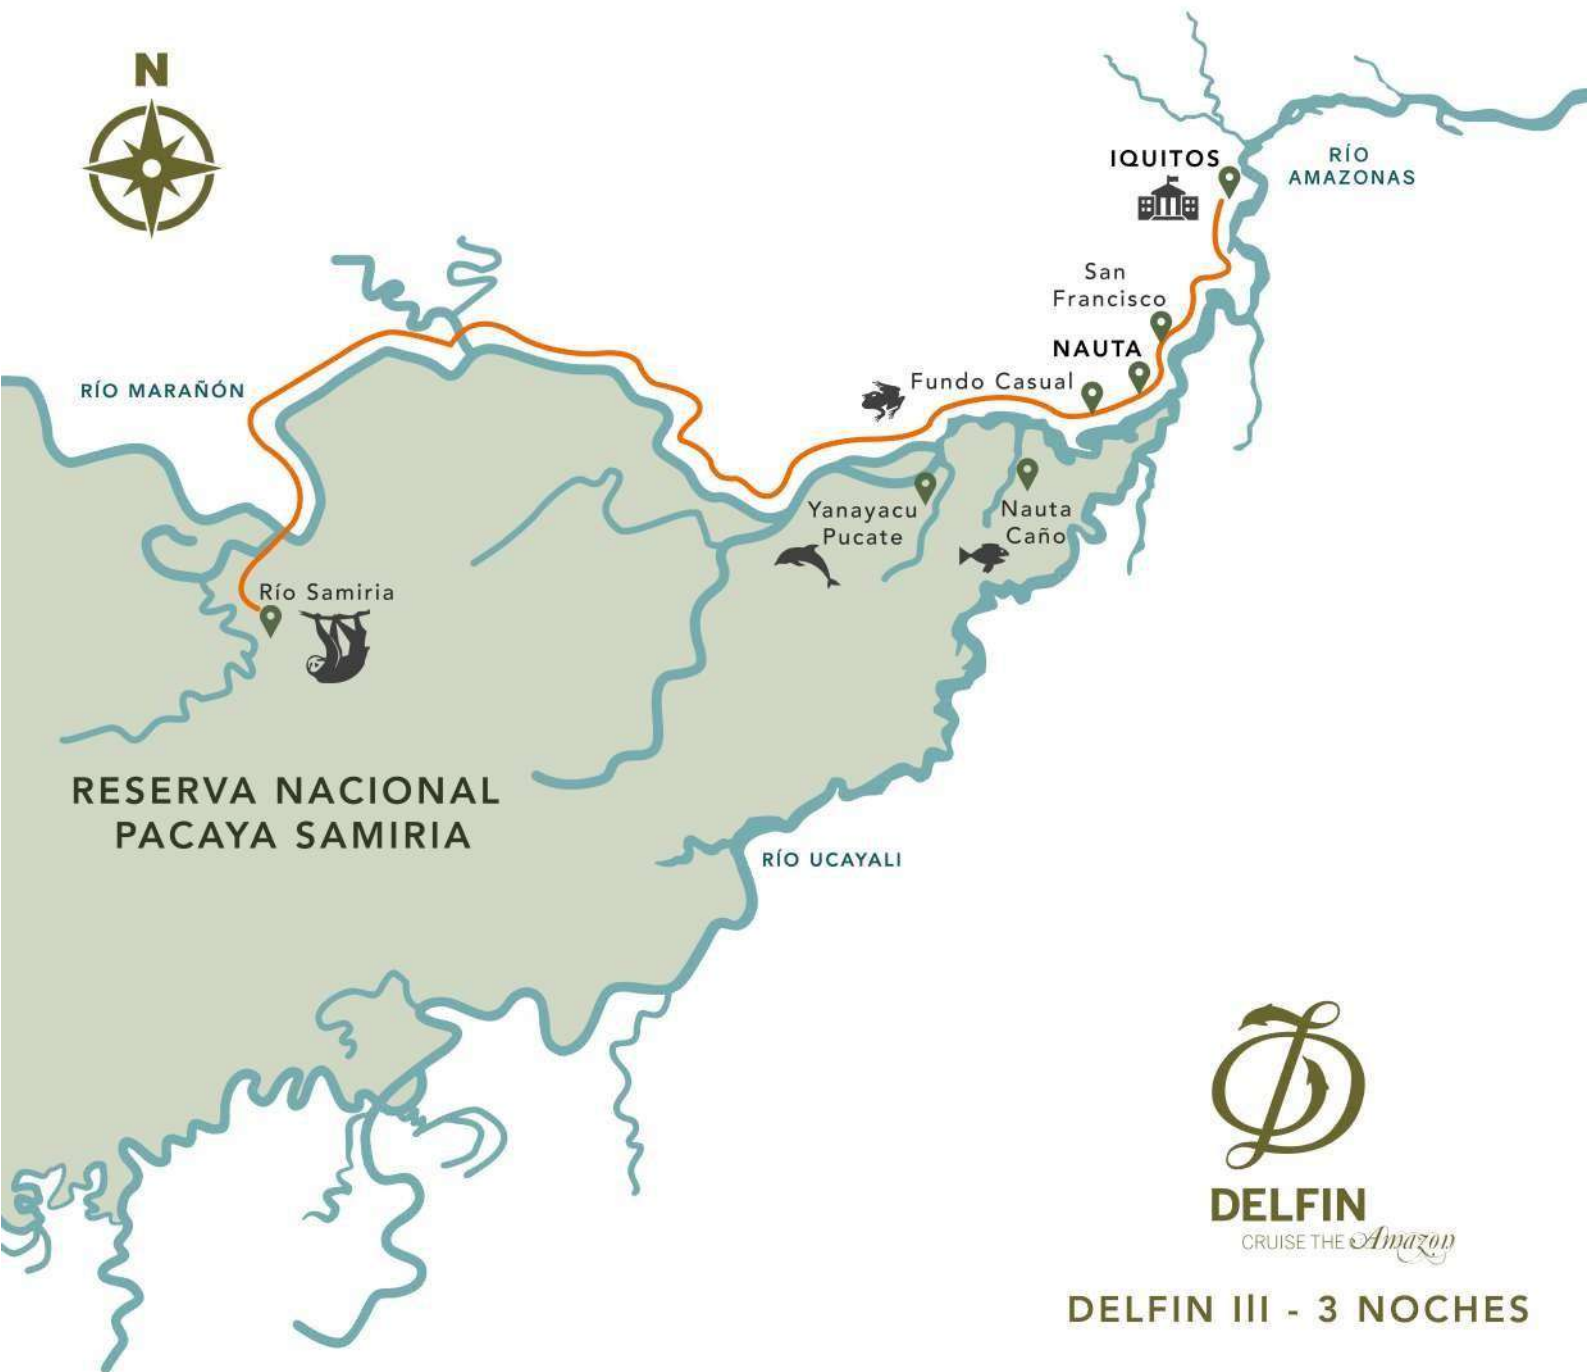 N
IQUITOS
RÍO
AMAZONAS
San
Francisco
NAUTA
Fundo Casual
RÍO MARAÑÓN
Yanayacu
Pucate
Nauta
Caño
Río Samiria
RESERVA NACIONAL
PACAYA SAMIRIA
RÍO UCAYALI
DELFIN
CRUISE THE Amazon
DELFIN III - 3 NOCHES